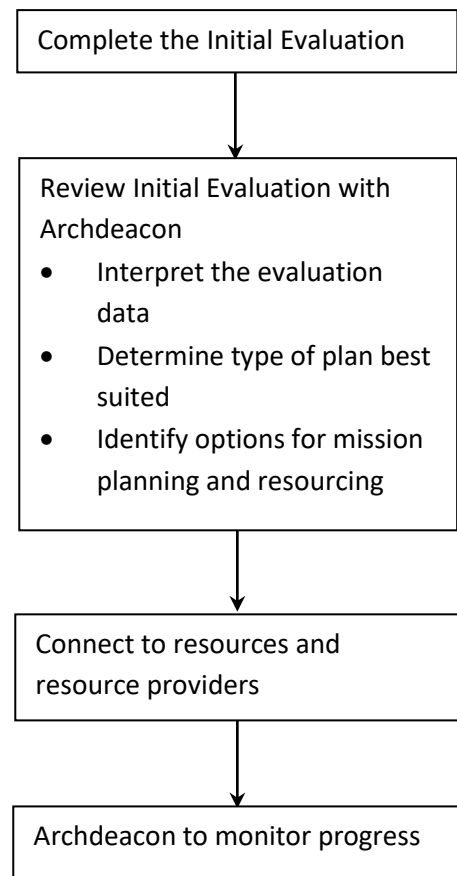 Complete the Initial Evaluation
Review Initial Evaluation with
Archdeacon
• Interpret the evaluation
data
• Determine type of plan best
suited
• Identify options for mission
planning and resourcing
Connect to resources and
resource providers
Archdeacon to monitor progress